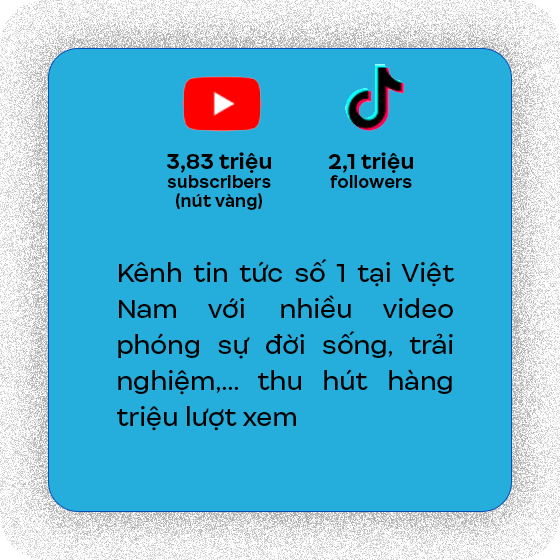 3,83 triệu
subscribers
(nút vàng)
2,1 triệu
followers
Kênh tin tức số 1 tại Việt
Nam với nhiều video
phóng sự đời sống, trải
nghiệm,... thu hút hàng
triệu lượt xem